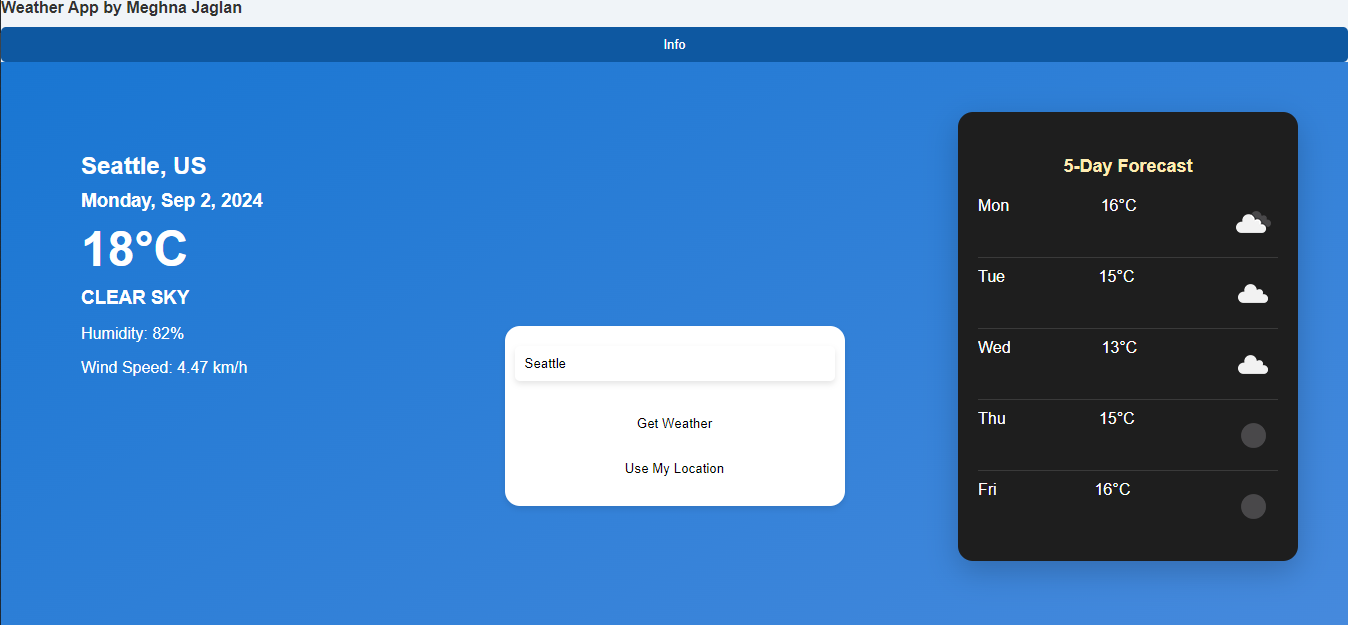 Weather App by Meghna Jaglan
Info
Seattle, US
Monday, Sep 2, 2024
18°C
CLEAR SKY
Humidity: 82%
Wind Speed: 4.47 km/h
Seattle
Get Weather
Use My Location
5-Day Forecast
Mon 16°C
Tue 15°C
Wed 13°C
Thu 15°C
Fri 16°C